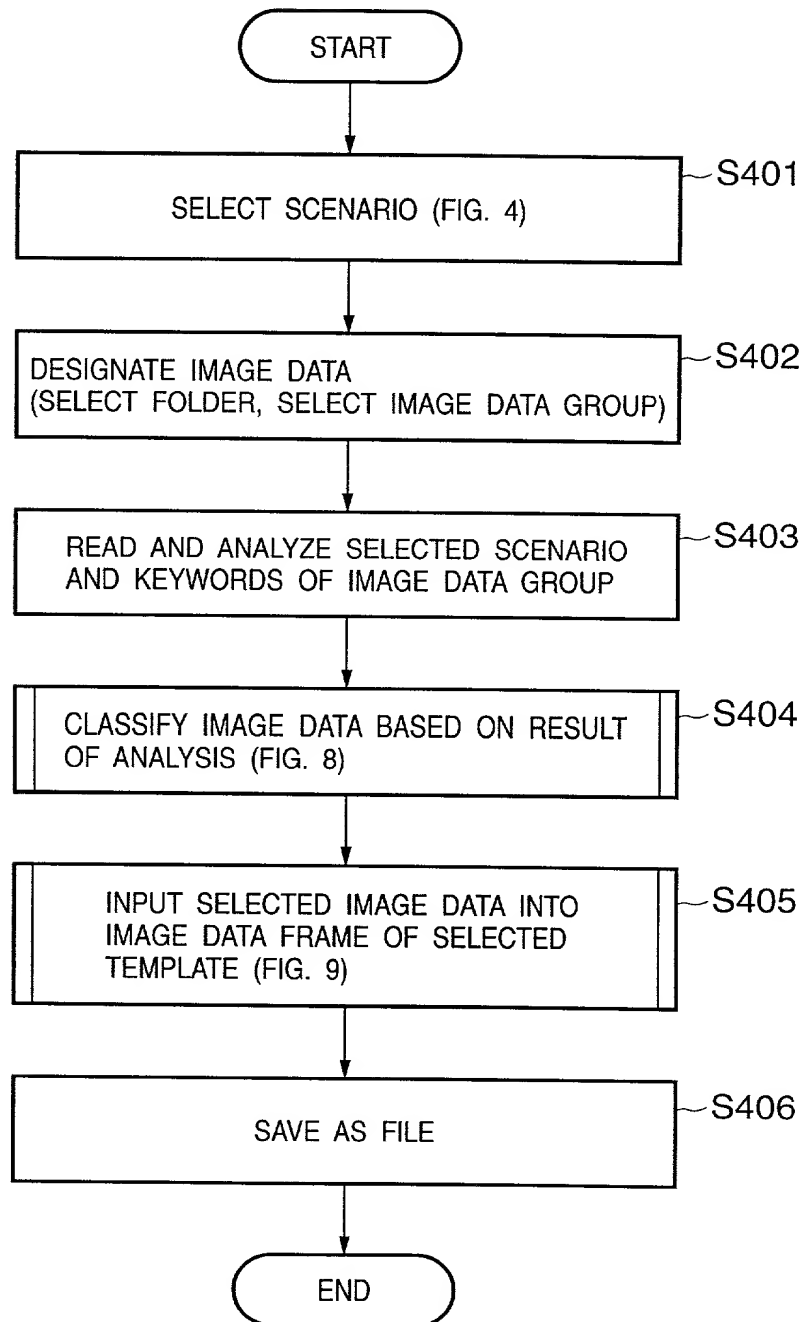 START
SELECT SCENARIO (FIG. 4)
S401
DESIGNATE IMAGE DATA
(SELECT FOLDER, SELECT IMAGE DATA GROUP)
S402
READ AND ANALYZE SELECTED SCENARIO
AND KEYWORDS OF IMAGE DATA GROUP
S403
CLASSIFY IMAGE DATA BASED ON RESULT
OF ANALYSIS (FIG. 8)
S404
INPUT SELECTED IMAGE DATA INTO
IMAGE DATA FRAME OF SELECTED
TEMPLATE (FIG. 9)
S405
SAVE AS FILE
S406
END